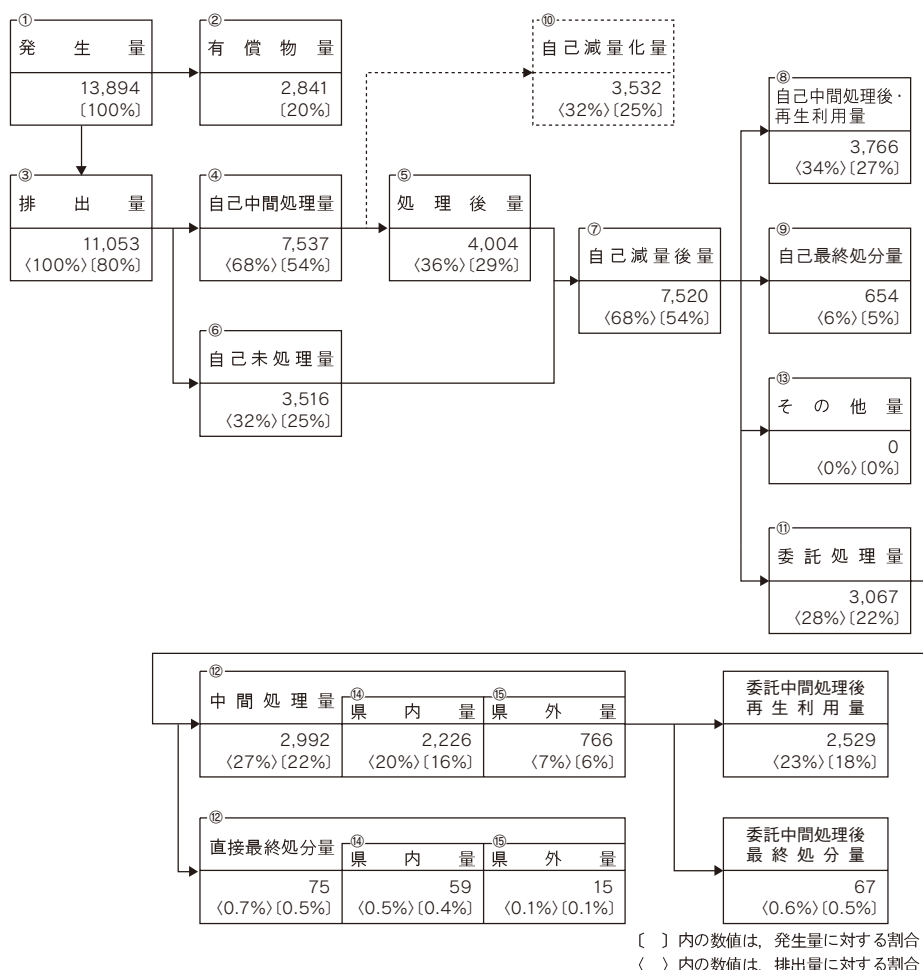 ①
発生量
13,894
〔100%〕
②
有償物量
2,841
〔20%〕
⑩
自己減量化量
3,532
〈32%〉〔25%〕
⑧
自己中間処理後・
再生利用量
3,766
〈34%〉〔27%〕
③
排出量
11,053
〈100%〉〔80%〕
④
自己中間処理量
7,537
〈68%〉〔54%〕
⑤
処理後量
4,004
〈36%〉〔29%〕
⑦
自己減量後量
7,520
〈68%〉〔54%〕
⑨
自己最終処分量
654
〈6%〉〔5%〕
⑥
自己未処理量
3,516
〈32%〉〔25%〕
⑬
その他量
0
〈0%〉〔0%〕
⑪
委託処理量
3,067
〈28%〉〔22%〕
⑫
中間処理量
2,992
〈27%〉〔22%〕
⑭
県内量
2,226
〈20%〉〔16%〕
⑮
県外量
766
〈7%〉〔6%〕
委託中間処理後
再生利用量
2,529
〈23%〉〔18%〕
⑫
直接最終処分量
75
〈0.7%〉〔0.5%〕
⑭
県内量
59
〈0.5%〉〔0.4%〕
⑮
県外量
15
〈0.1%〉〔0.1%〕
委託中間処理後
最終処分量
67
〈0.6%〉〔0.5%〕
〔　〕内の数値は，発生量に対する割合
〈　〉内の数値は，排出量に対する割合